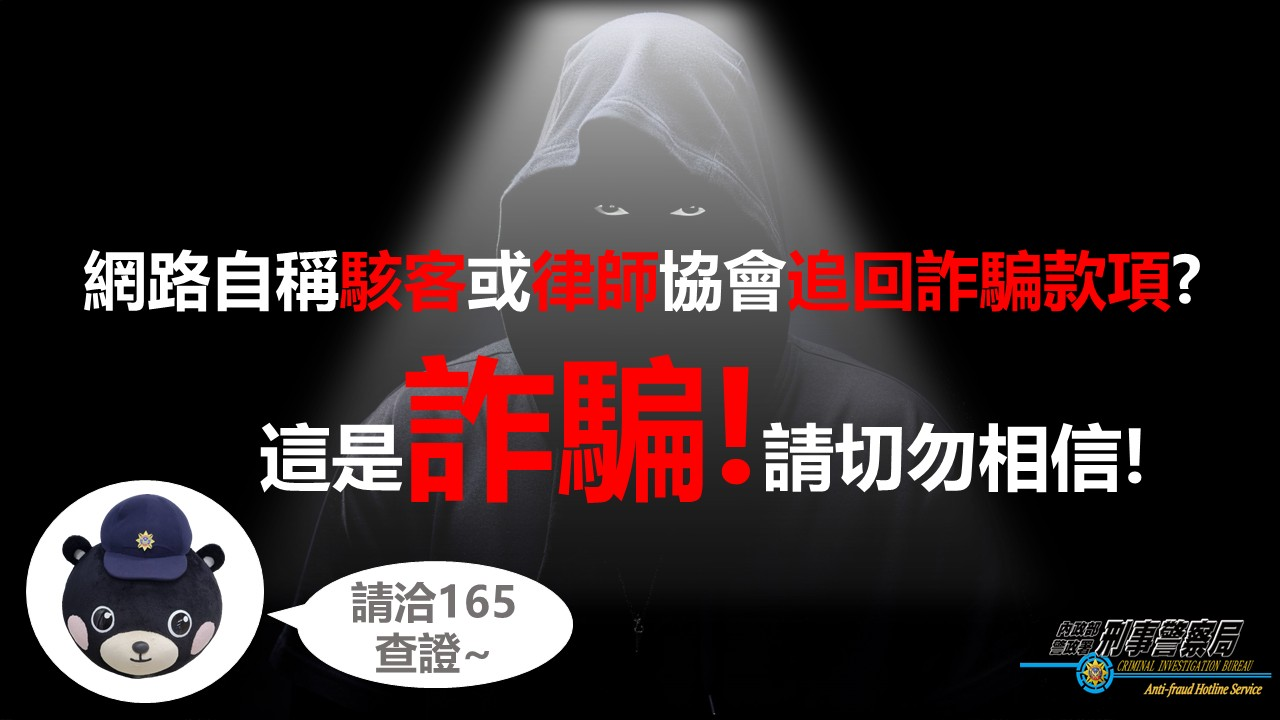 網路自稱駭客或律師協會追回詐騙款項?
這是詐騙!請切勿相信!
請洽165
查證~
內政部
警政署
刑事警察局
CRIMINAL INVESTIGATION BUREAU
Anti-fraud Hotline Service